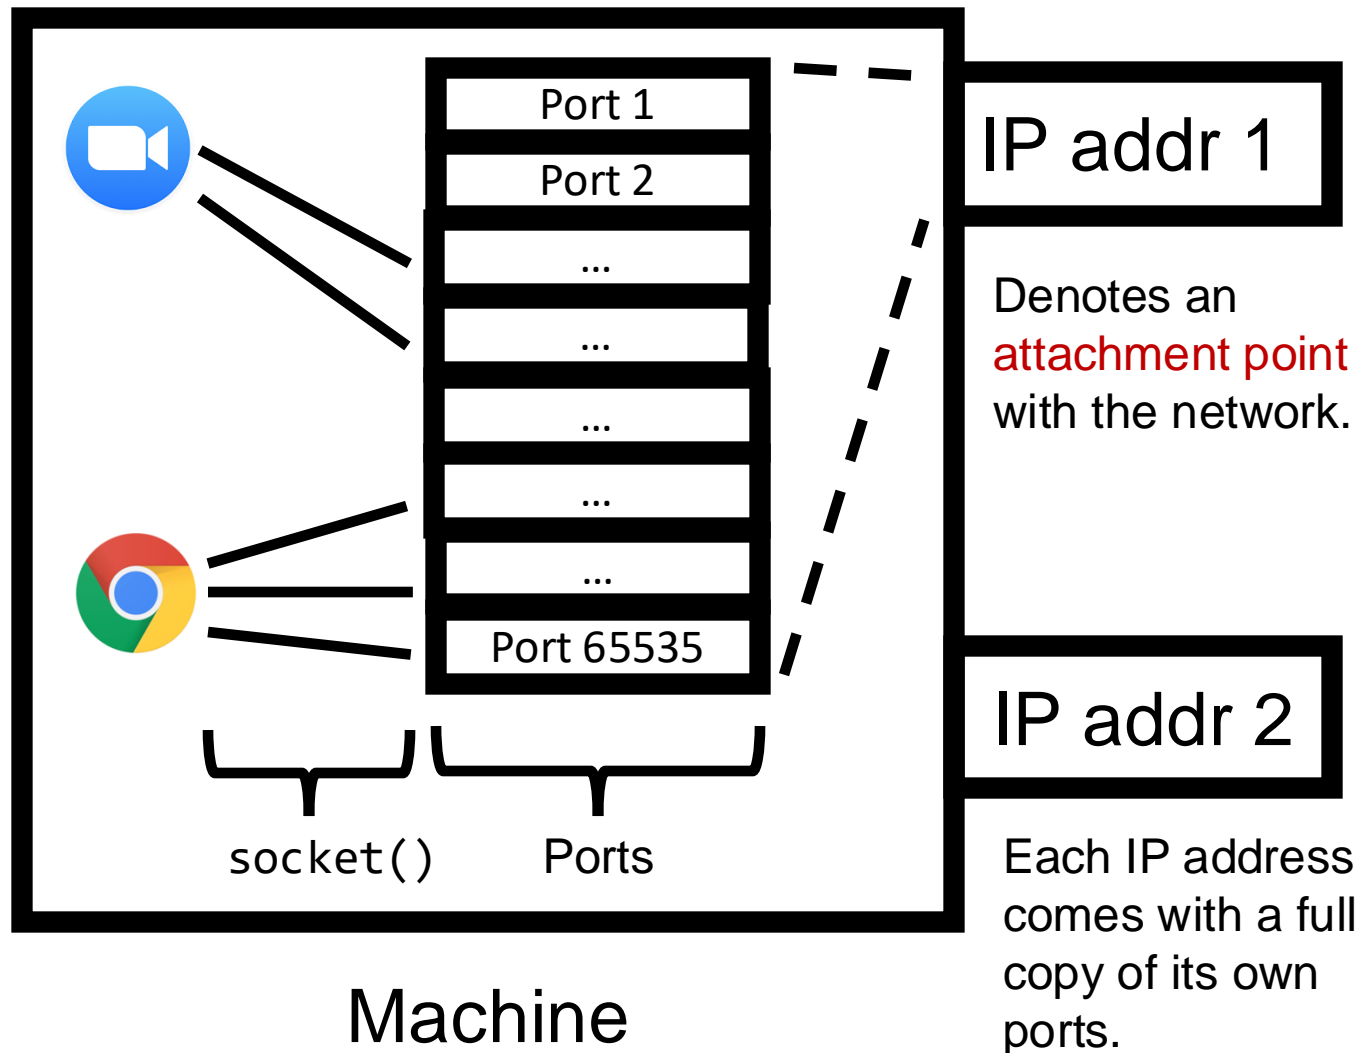 Port 1
Port 2
...
...
...
...
...
Port 65535
socket()
Ports
Machine
IP addr 1
Denotes an
attachment point
with the network.
IP addr 2
Each IP address
comes with a full
copy of its own
ports.